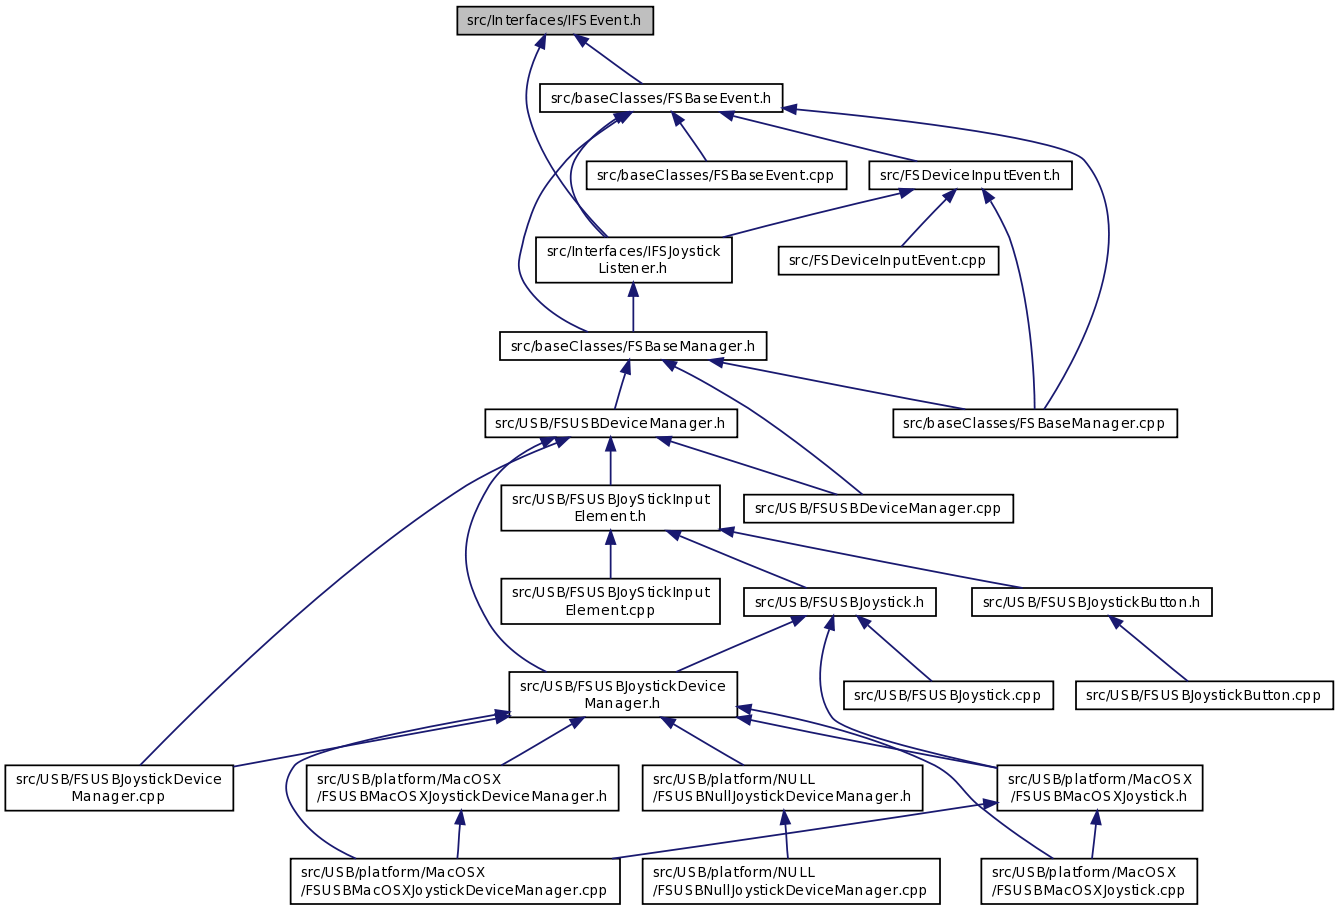 src/Interfaces/IFSEvent.h
src/baseClasses/FSBaseEvent.h
src/baseClasses/FSBaseEvent.cpp
src/FSDeviceInputEvent.h
src/Interfaces/IFSJoystick
Listener.h
src/FSDeviceInputEvent.cpp
src/baseClasses/FSBaseManager.h
src/USB/FSUSBDeviceManager.h
src/baseClasses/FSBaseManager.cpp
src/USB/FSUSBJoyStickInput
Element.h
src/USB/FSUSBDeviceManager.cpp
src/USB/FSUSBJoyStickInput
Element.cpp
src/USB/FSUSBJoystick.h
src/USB/FSUSBJoystickButton.h
src/USB/FSUSBJoystickDevice
Manager.h
src/USB/FSUSBJoystick.cpp
src/USB/FSUSBJoystickButton.cpp
src/USB/FSUSBJoystickDevice
Manager.cpp
src/USB/platform/MacOSX
/FSUSBMacOSXJoystickDeviceManager.h
src/USB/platform/NULL
/FSUSBNullJoystickDeviceManager.h
src/USB/platform/MacOSX
/FSUSBMacOSXJoystick.h
src/USB/platform/MacOSX
/FSUSBMacOSXJoystickDeviceManager.cpp
src/USB/platform/NULL
/FSUSBNullJoystickDeviceManager.cpp
src/USB/platform/MacOSX
/FSUSBMacOSXJoystick.cpp